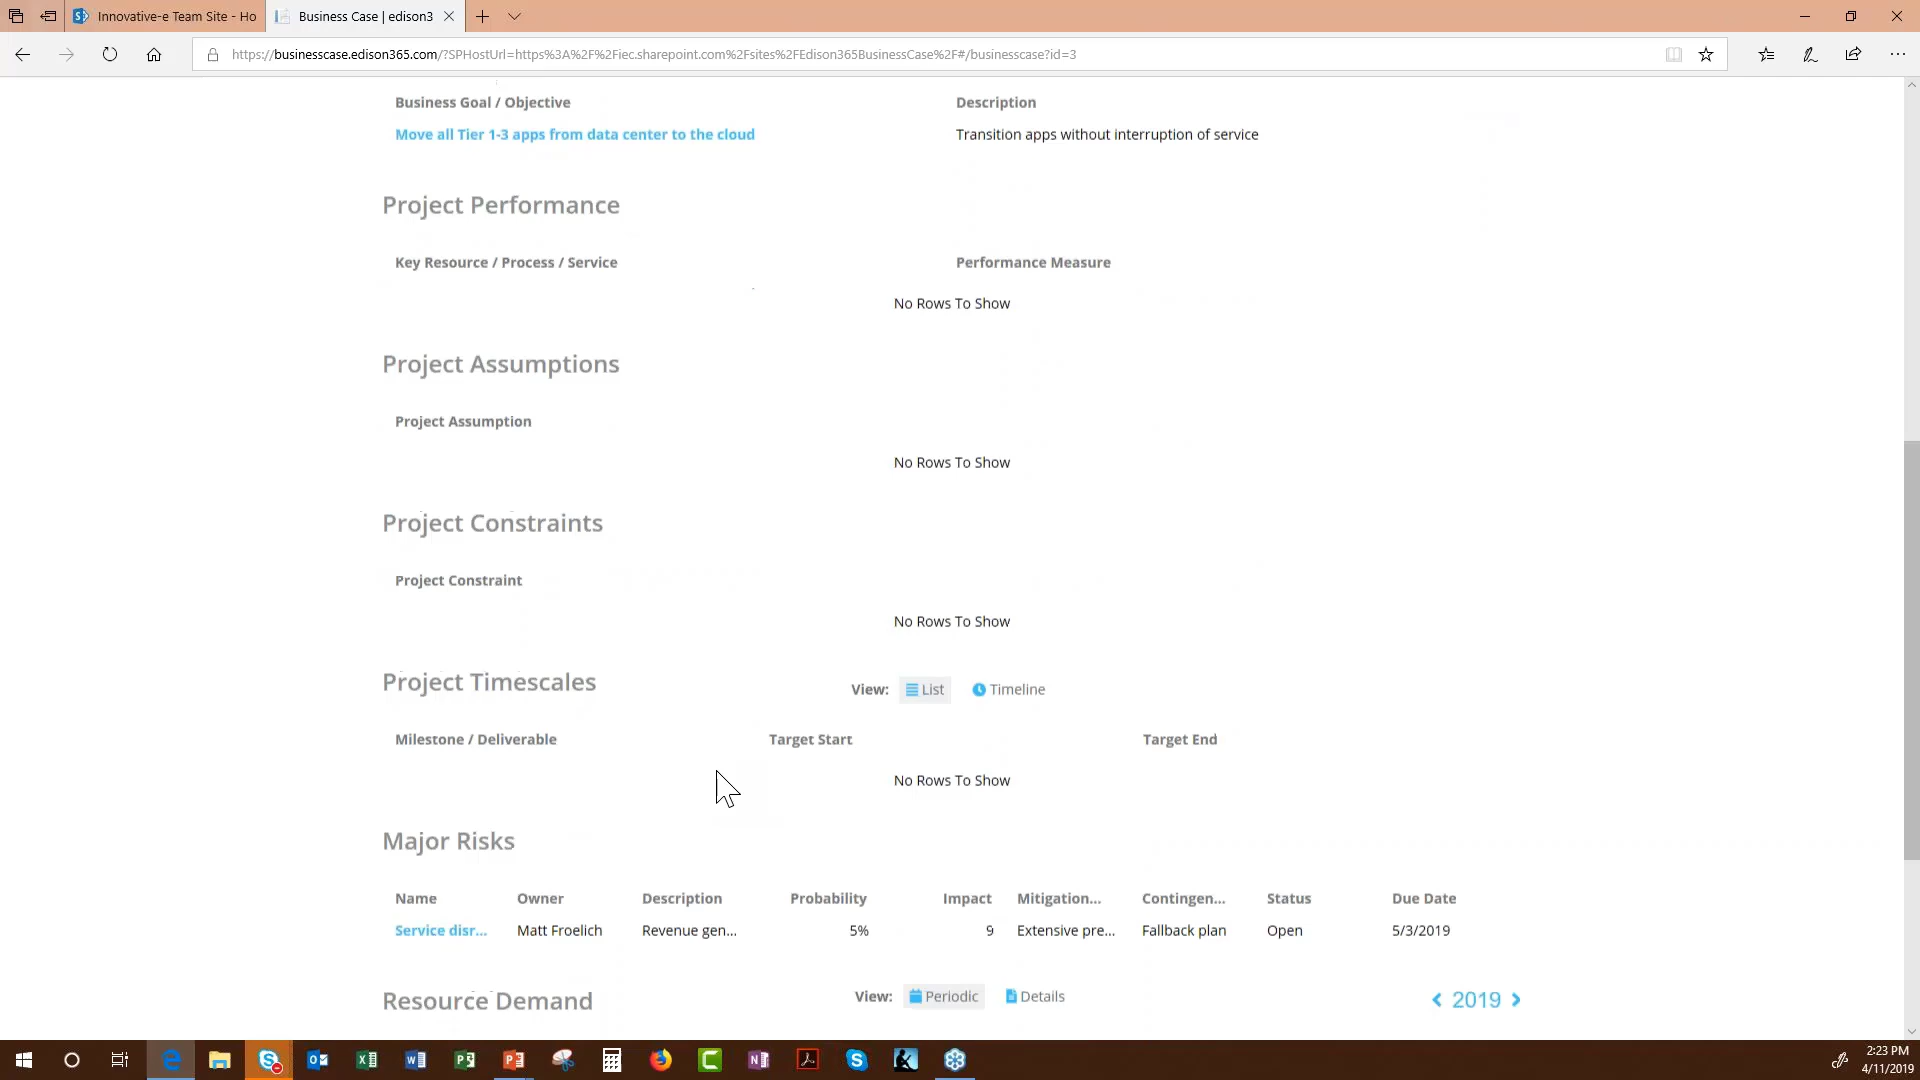 Innovative-e Team Site - Ho
Business Case | edison3
https://businesscase.edison365.com/?SPHostUrl=https%3A%2F%2Fiec.sharepoint.com%2Fsites%2FEdison365BusinessCase%2F#/businesscase?id=3
Business Goal / Objective Description
Move all Tier 1-3 apps from data center to the cloud Transition apps without interruption of service
Project Performance
Key Resource / Process / Service Performance Measure
No Rows To Show
Project Assumptions
Project Assumption
No Rows To Show
Project Constraints
Project Constraint
No Rows To Show
Project Timescales View: List Timeline
Milestone / Deliverable Target Start Target End
No Rows To Show
Major Risks
Name Owner Description Probability Impact Mitigation... Contingen... Status Due Date
Service disr... Matt Froelich Revenue gen... 5% 9 Extensive pre... Fallback plan Open 5/3/2019
Resource Demand View: Periodic Details 2019
2:23 PM
4/11/2019